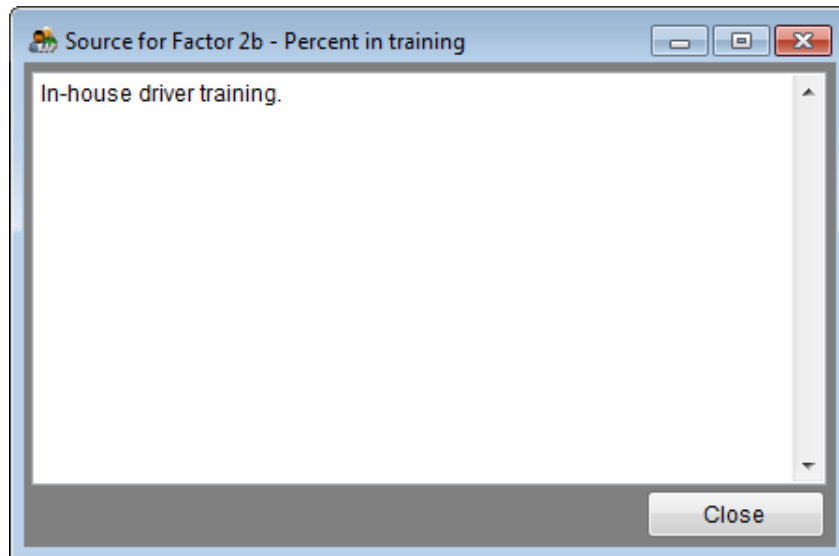 Source for Factor 2b - Percent in training
In-house driver training.
Close